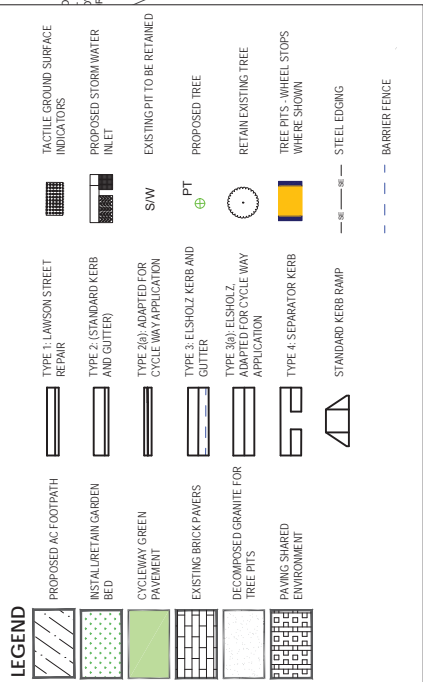 LEGEND
PROPOSED AC FOOTPATH
INSTALL/RETAIN GARDEN
BED
CYCLEWAY GREEN
PAVEMENT
EXISTING BRICK PAVERS
DECOMPOSED GRANITE FOR
TREE PITS
PAVING SHARED
ENVIRONMENT
TYPE 1: LAWSON STREET
REPAIR
TYPE 2: (STANDARD KERB
AND GUTTER)
TYPE 2(a): ADAPTED FOR
CYCLE WAY APPLICATION
TYPE 3: ELSHOLZ KERB AND
GUTTER
TYPE 3(a): ELSHOLZ,
ADAPTED FOR CYCLE WAY
APPLICATION
TYPE 4: SEPARATOR KERB
STANDARD KERB RAMP
TACTILE GROUND SURFACE
INDICATORS
PROPOSED STORM WATER
INLET
S/W
EXISTING PIT TO BE RETAINED
PT
PROPOSED TREE
RETAIN EXISTING TREE
TREE PITS - WHEEL STOPS
WHERE SHOWN
SE SE
STEEL EDGING
BARRIER FENCE